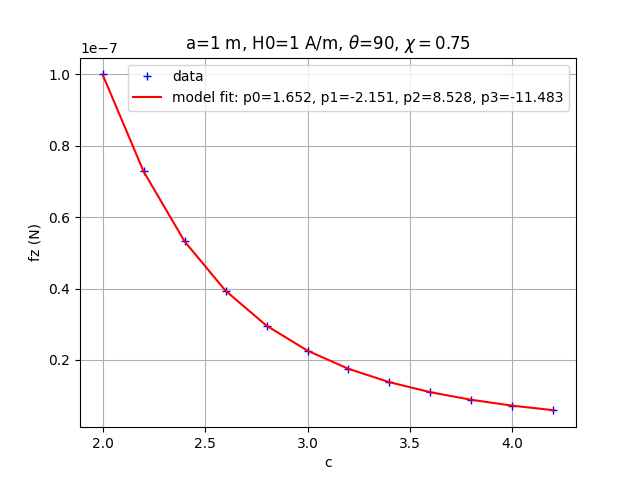 a=1 m, H0=1 A/m, θ=90, χ = 0.75
1e−7
data
model fit: p0=1.652, p1=-2.151, p2=8.528, p3=-11.483
1.0
0.8
0.6
0.4
0.2
fz (N)
2.0 2.5 3.0 3.5 4.0
c